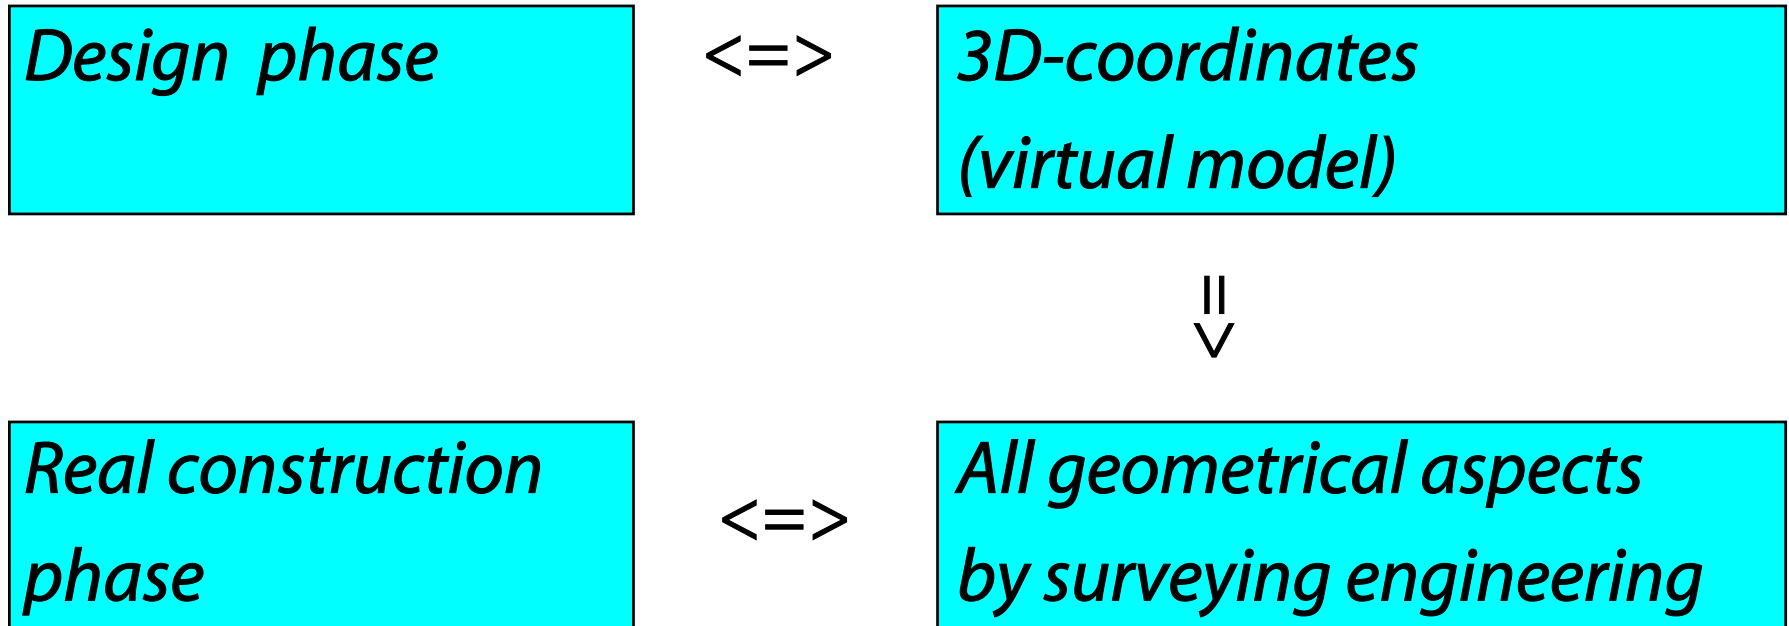 Design phase <=> 3D-coordinates
(virtual model)
=>
Real construction <=> All geometrical aspects
phase by surveying engineering